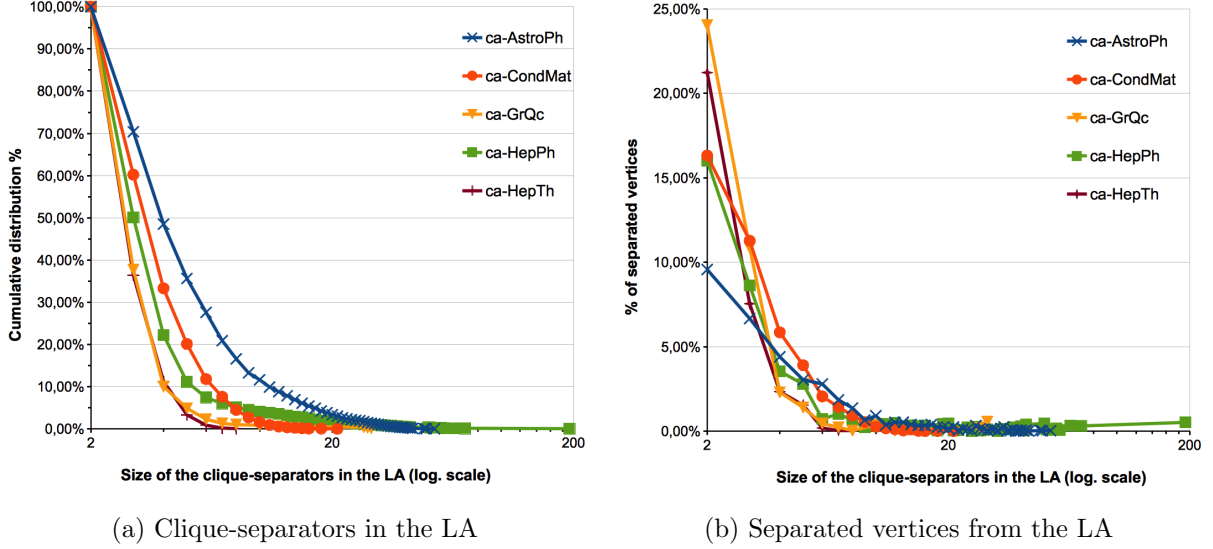 100,00%
90,00%
80,00%
70,00%
60,00%
50,00%
40,00%
30,00%
20,00%
10,00%
0,00%
2
20
200
Cumulative distribution %
Size of the clique-separators in the LA (log. scale)
ca-AstroPh
ca-CondMat
ca-GrQc
ca-HepPh
ca-HepTh
(a) Clique-separators in the LA
25,00%
20,00%
15,00%
10,00%
5,00%
0,00%
2
20
200
% of separated vertices
Size of the clique-separators in the LA (log. scale)
ca-AstroPh
ca-CondMat
ca-GrQc
ca-HepPh
ca-HepTh
(b) Separated vertices from the LA